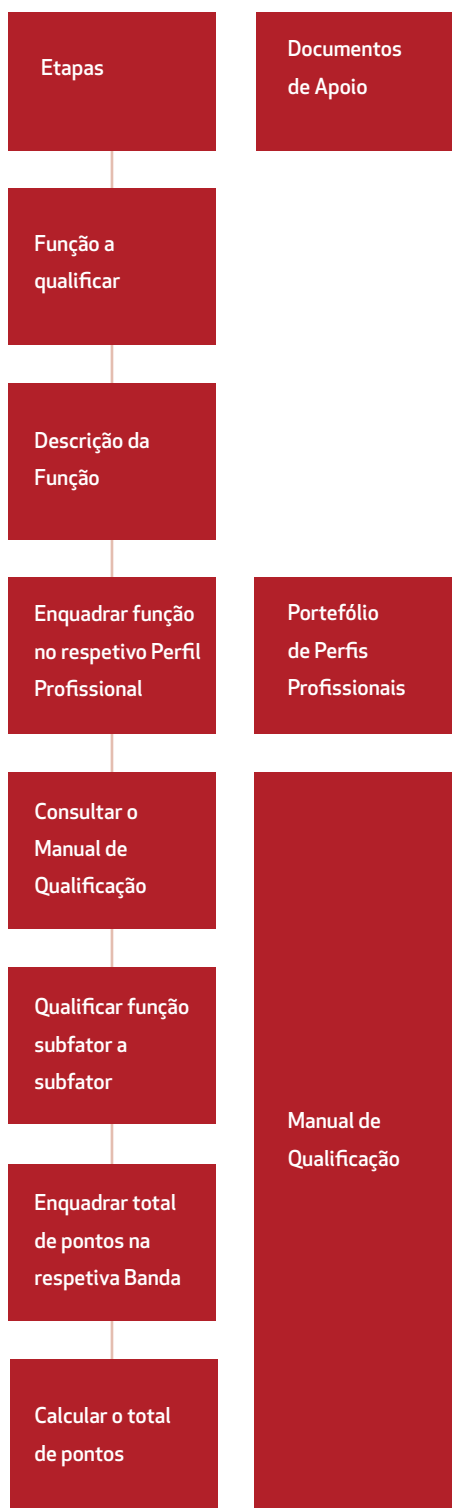 Etapas
Documentos
de Apoio
Função a
qualificar
Descrição da
Função
Enquadrar função
no respetivo Perfil
Profissional
Portefólio
de Perfis
Profissionais
Consultar o
Manual de
Qualificação
Qualificar função
subfator a
subfator
Enquadrar total
de pontos na
respetiva Banda
Calcular o total
de pontos
Manual de
Qualificação